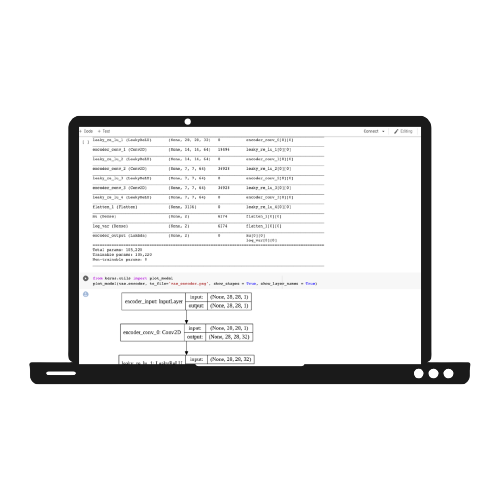 + Code + Text Connect Editing
leaky_re_lu_1 (LeakyReLU) (None, 28, 28, 32) 0 encoder_conv_0[0][0]
encoder_conv_1 (Conv2D) (None, 14, 14, 64) 18496 leaky_re_lu_1[0][0]
leaky_re_lu_2 (LeakyReLU) (None, 14, 14, 64) 0 encoder_conv_1[0][0]
encoder_conv_2 (Conv2D) (None, 7, 7, 64) 36928 leaky_re_lu_2[0][0]
leaky_re_lu_3 (LeakyReLU) (None, 7, 7, 64) 0 encoder_conv_2[0][0]
encoder_conv_3 (Conv2D) (None, 7, 7, 64) 36928 leaky_re_lu_3[0][0]
leaky_re_lu_4 (LeakyReLU) (None, 7, 7, 64) 0 encoder_conv_3[0][0]
flatten_1 (Flatten) (None, 3136) 0 leaky_re_lu_4[0][0]
mu (Dense) (None, 2) 6274 flatten_1[0][0]
log_var (Dense) (None, 2) 6274 flatten_1[0][0]
encoder_output (Lambda) (None, 2) 0 mu[0][0]
log_var[0][0]
Total params: 105,220
Trainable params: 105,220
Non-trainable params: 0
from keras.utils import plot_model
plot_model(vae.encoder, to_file='vae_encoder.png', show_shapes = True, show_layer_names = True)
encoder_input: InputLayer input: (None, 28, 28, 1)
output: (None, 28, 28, 1)
encoder_conv_0: Conv2D input: (None, 28, 28, 1)
output: (None, 28, 28, 32)
leaky_re_lu_1: LeakyReLU input: (None, 28, 28, 32)